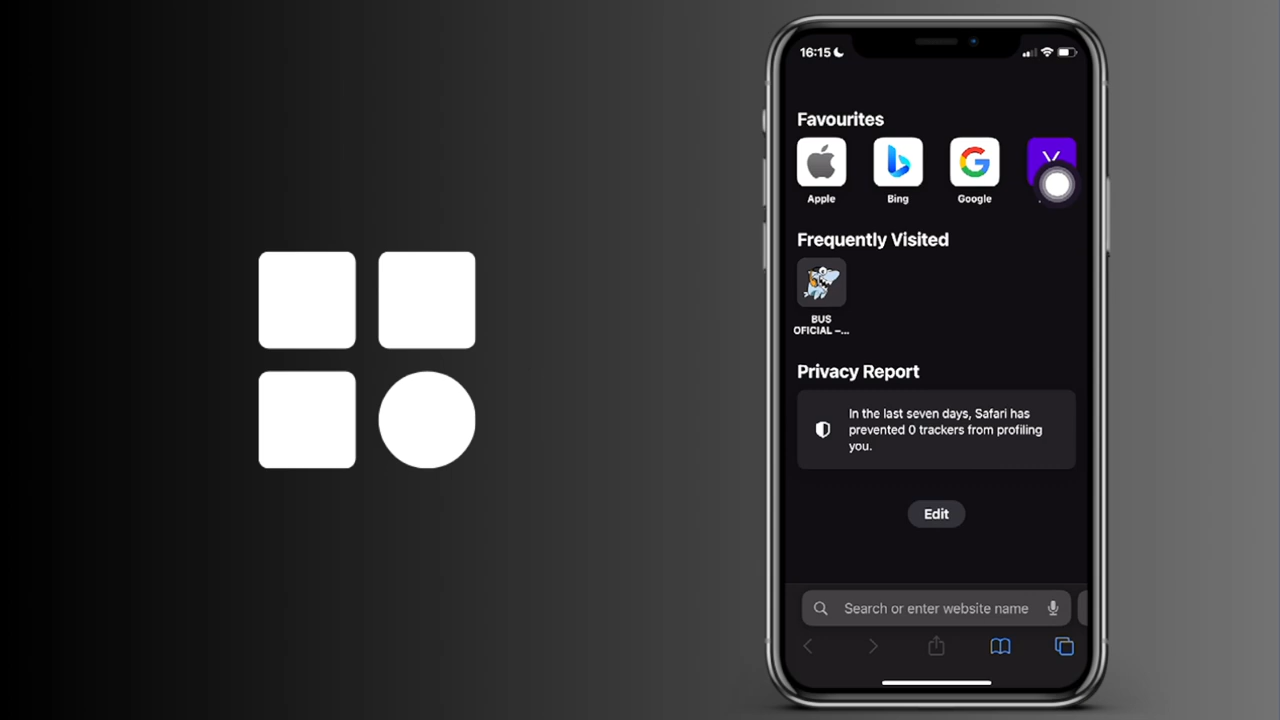 16:15
Favourites
Apple
Bing
Google
Frequently Visited
BUS
OFICIAL –...
Privacy Report
In the last seven days, Safari has
prevented 0 trackers from profiling
you.
Edit
Search or enter website name